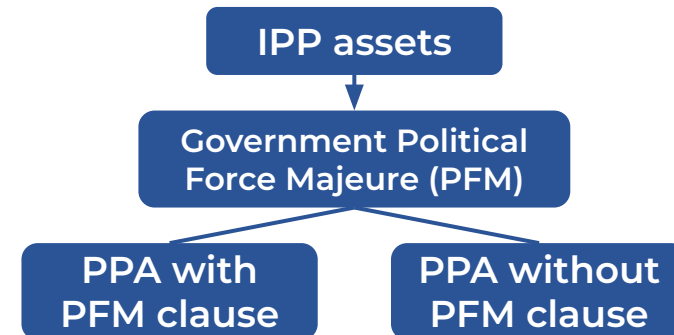 IPP assets
Government Political
Force Majeure (PFM)
PPA with
PFM clause
PPA without
PFM clause